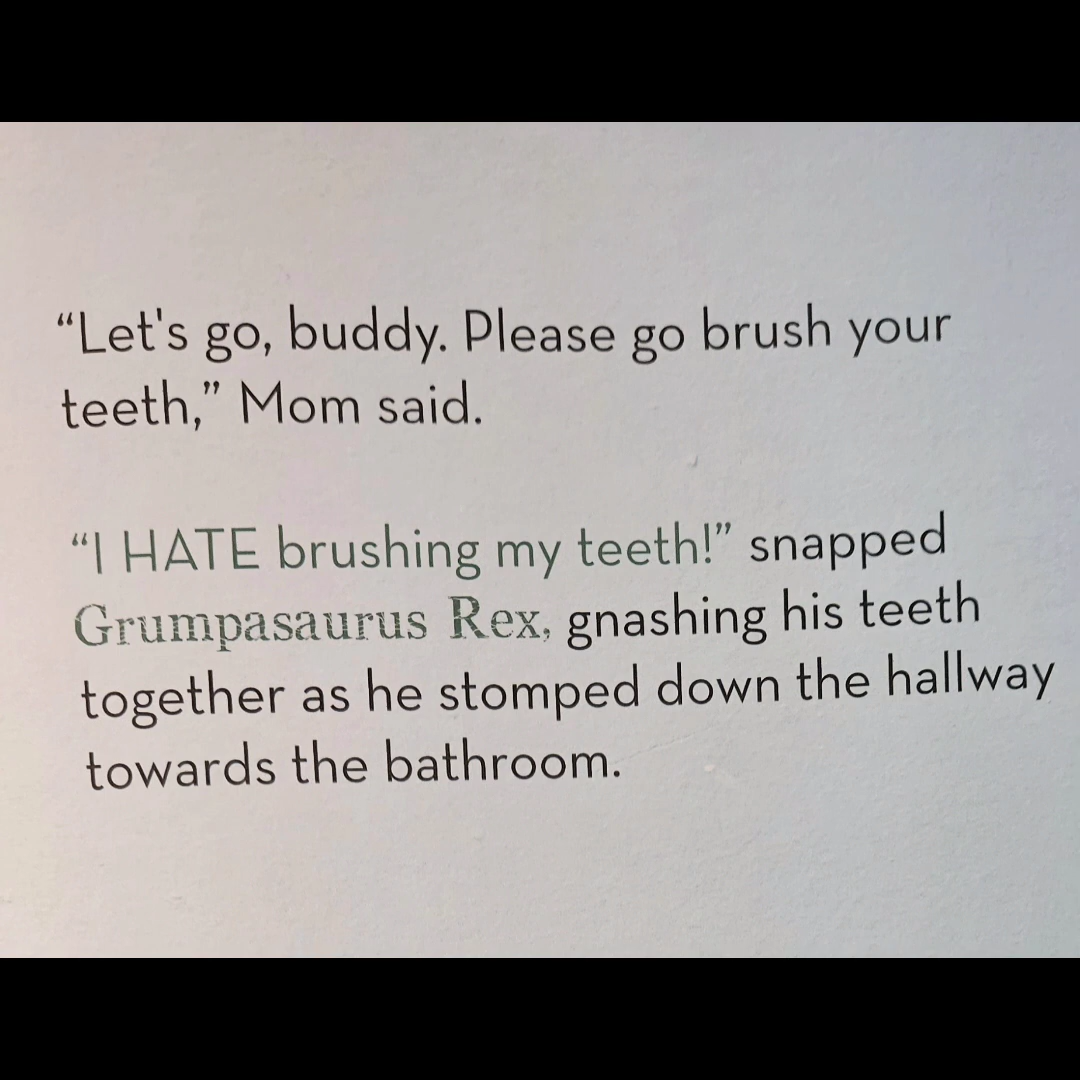 “Let's go, buddy. Please go brush your
teeth,” Mom said.
“I HATE brushing my teeth!” snapped
Grumpasaurus Rex, gnashing his teeth
together as he stomped down the hallway
towards the bathroom.